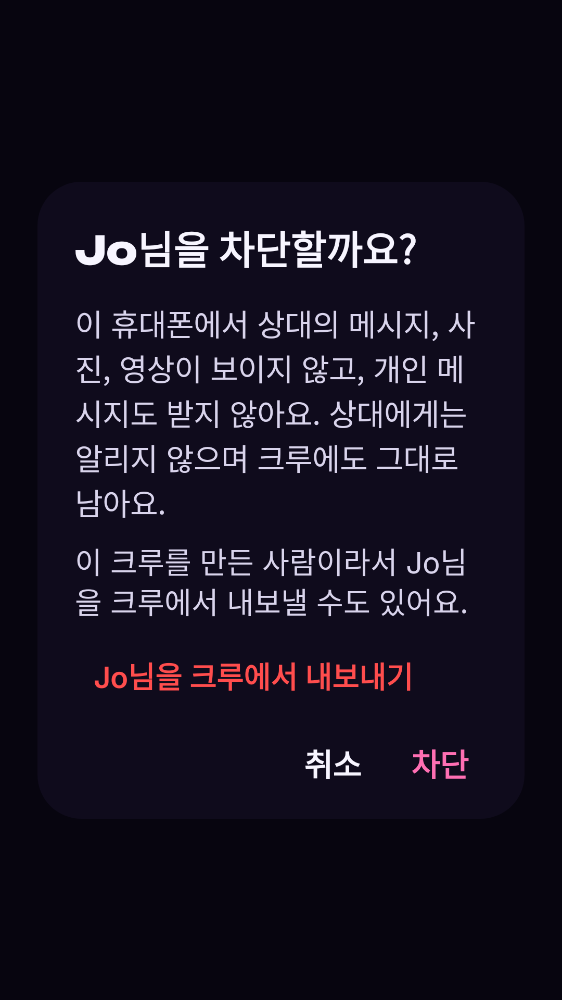 Jo님을 차단할까요?
이 휴대폰에서 상대의 메시지, 사
진, 영상이 보이지 않고, 개인 메
시지도 받지 않아요. 상대에게는
알리지 않으며 크루에도 그대로
남아요.
이 크루를 만든 사람이라서 Jo님
을 크루에서 내보낼 수도 있어요.
Jo님을 크루에서 내보내기
취소
차단